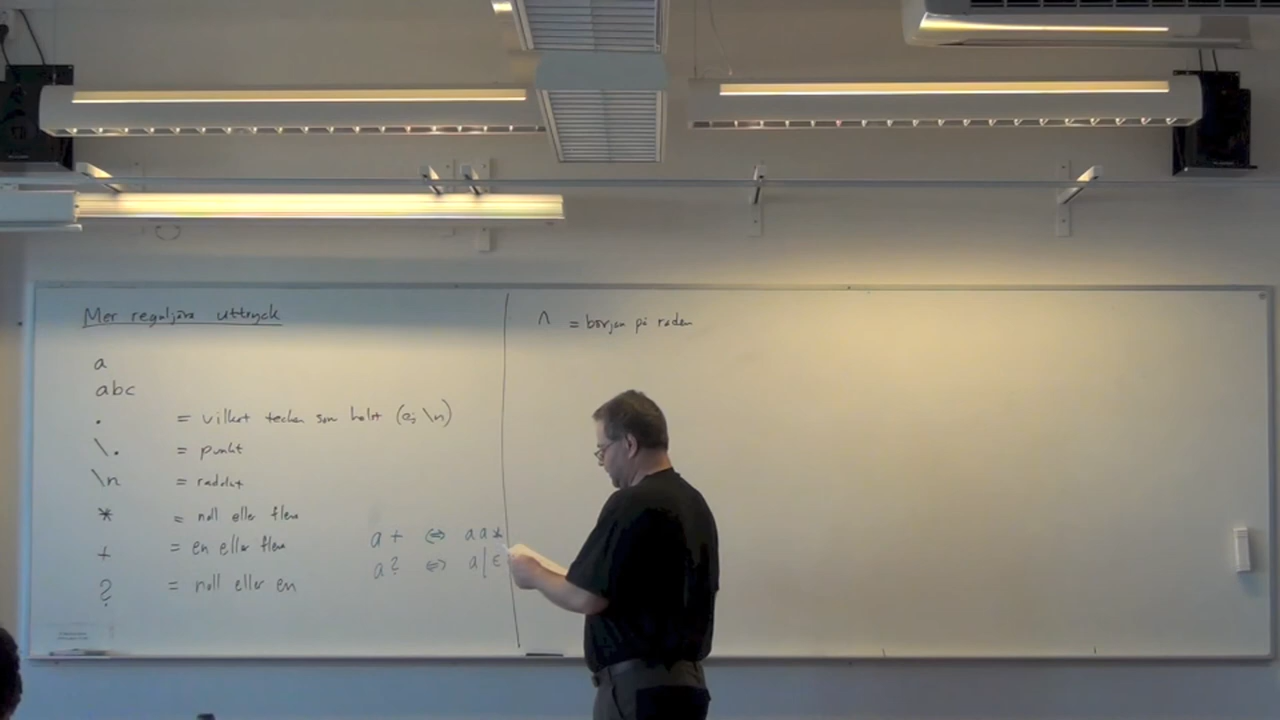 Mer reguljära uttryck
a
abc
. = vilket tecken som helst (ej \n)
\. = punkt
\n = radslut
* = noll eller flera
+ = en eller flera
? = noll eller en
a+ ⇔ aa*
a? ⇔ a|ε
^ = början på raden